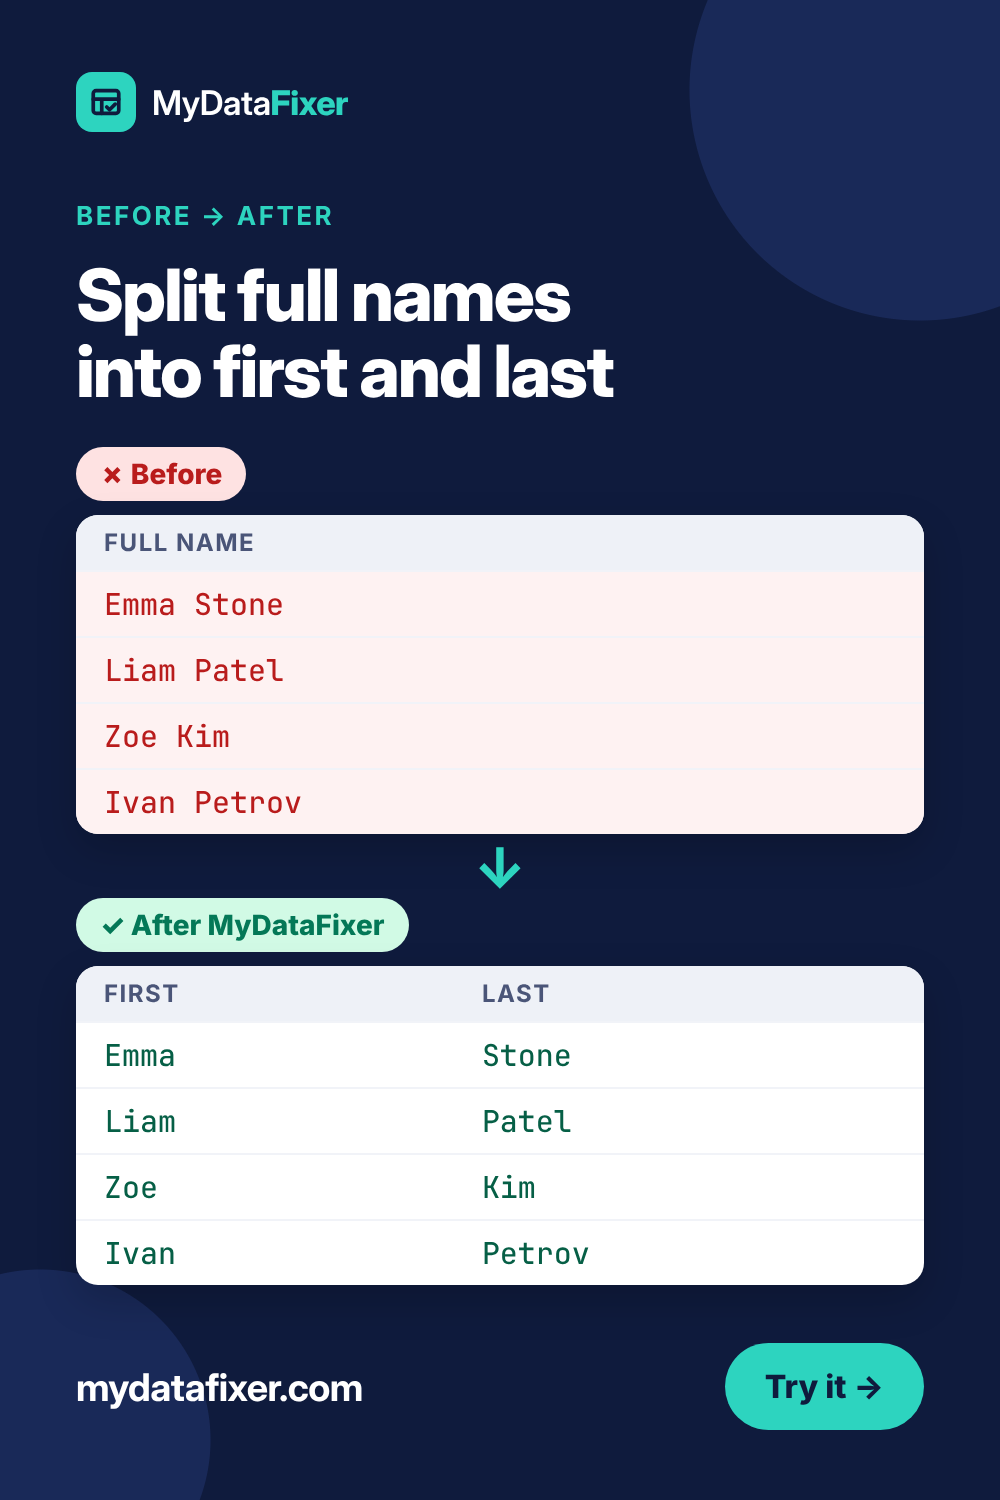 MyDataFixer
BEFORE → AFTER
Split full names
into first and last
× Before
FULL NAME
Emma Stone
Liam Patel
Zoe Kim
Ivan Petrov
↓
✓ After MyDataFixer
FIRST LAST
Emma Stone
Liam Patel
Zoe Kim
Ivan Petrov
mydatafixer.com
Try it →